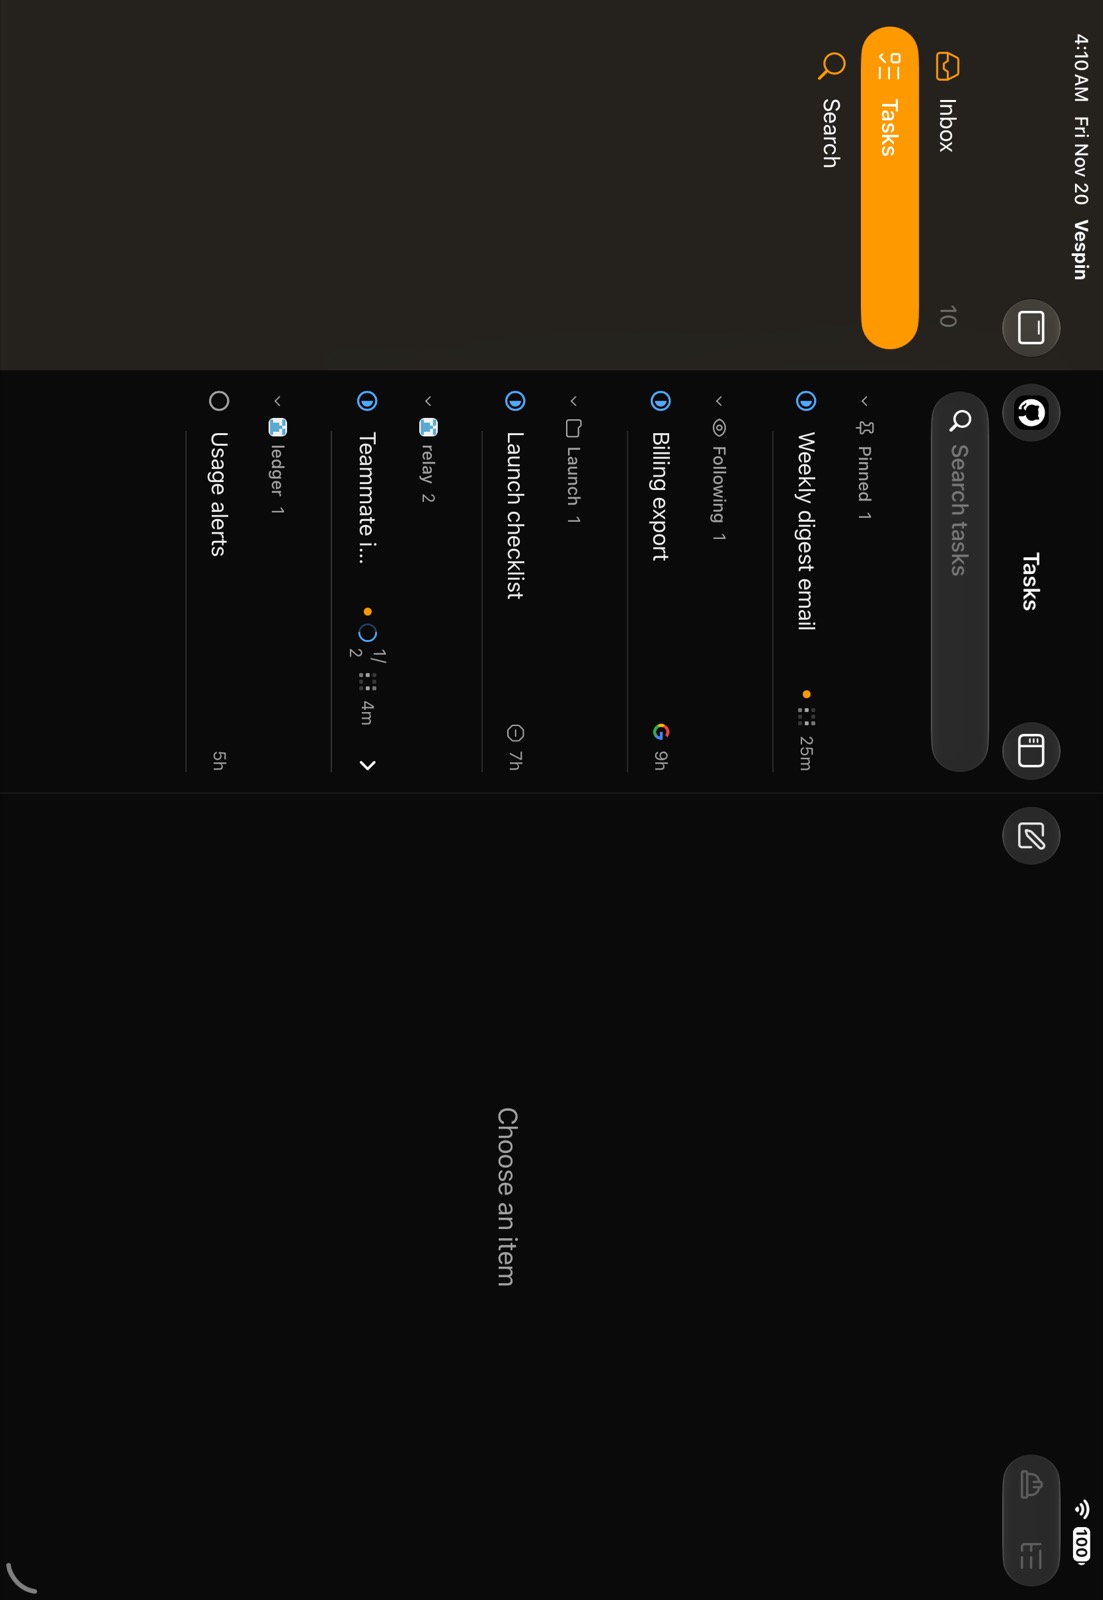 4:10 AM Fri Nov 20 Vespin
100
Inbox 10
Tasks
Search
Tasks
Search tasks
Pinned 1
Weekly digest email 25m
Following 1
Billing export 9h
Launch 1
Launch checklist 7h
relay 2
Teammate i... 1/
2 4m
ledger 1
Usage alerts 5h
Choose an item